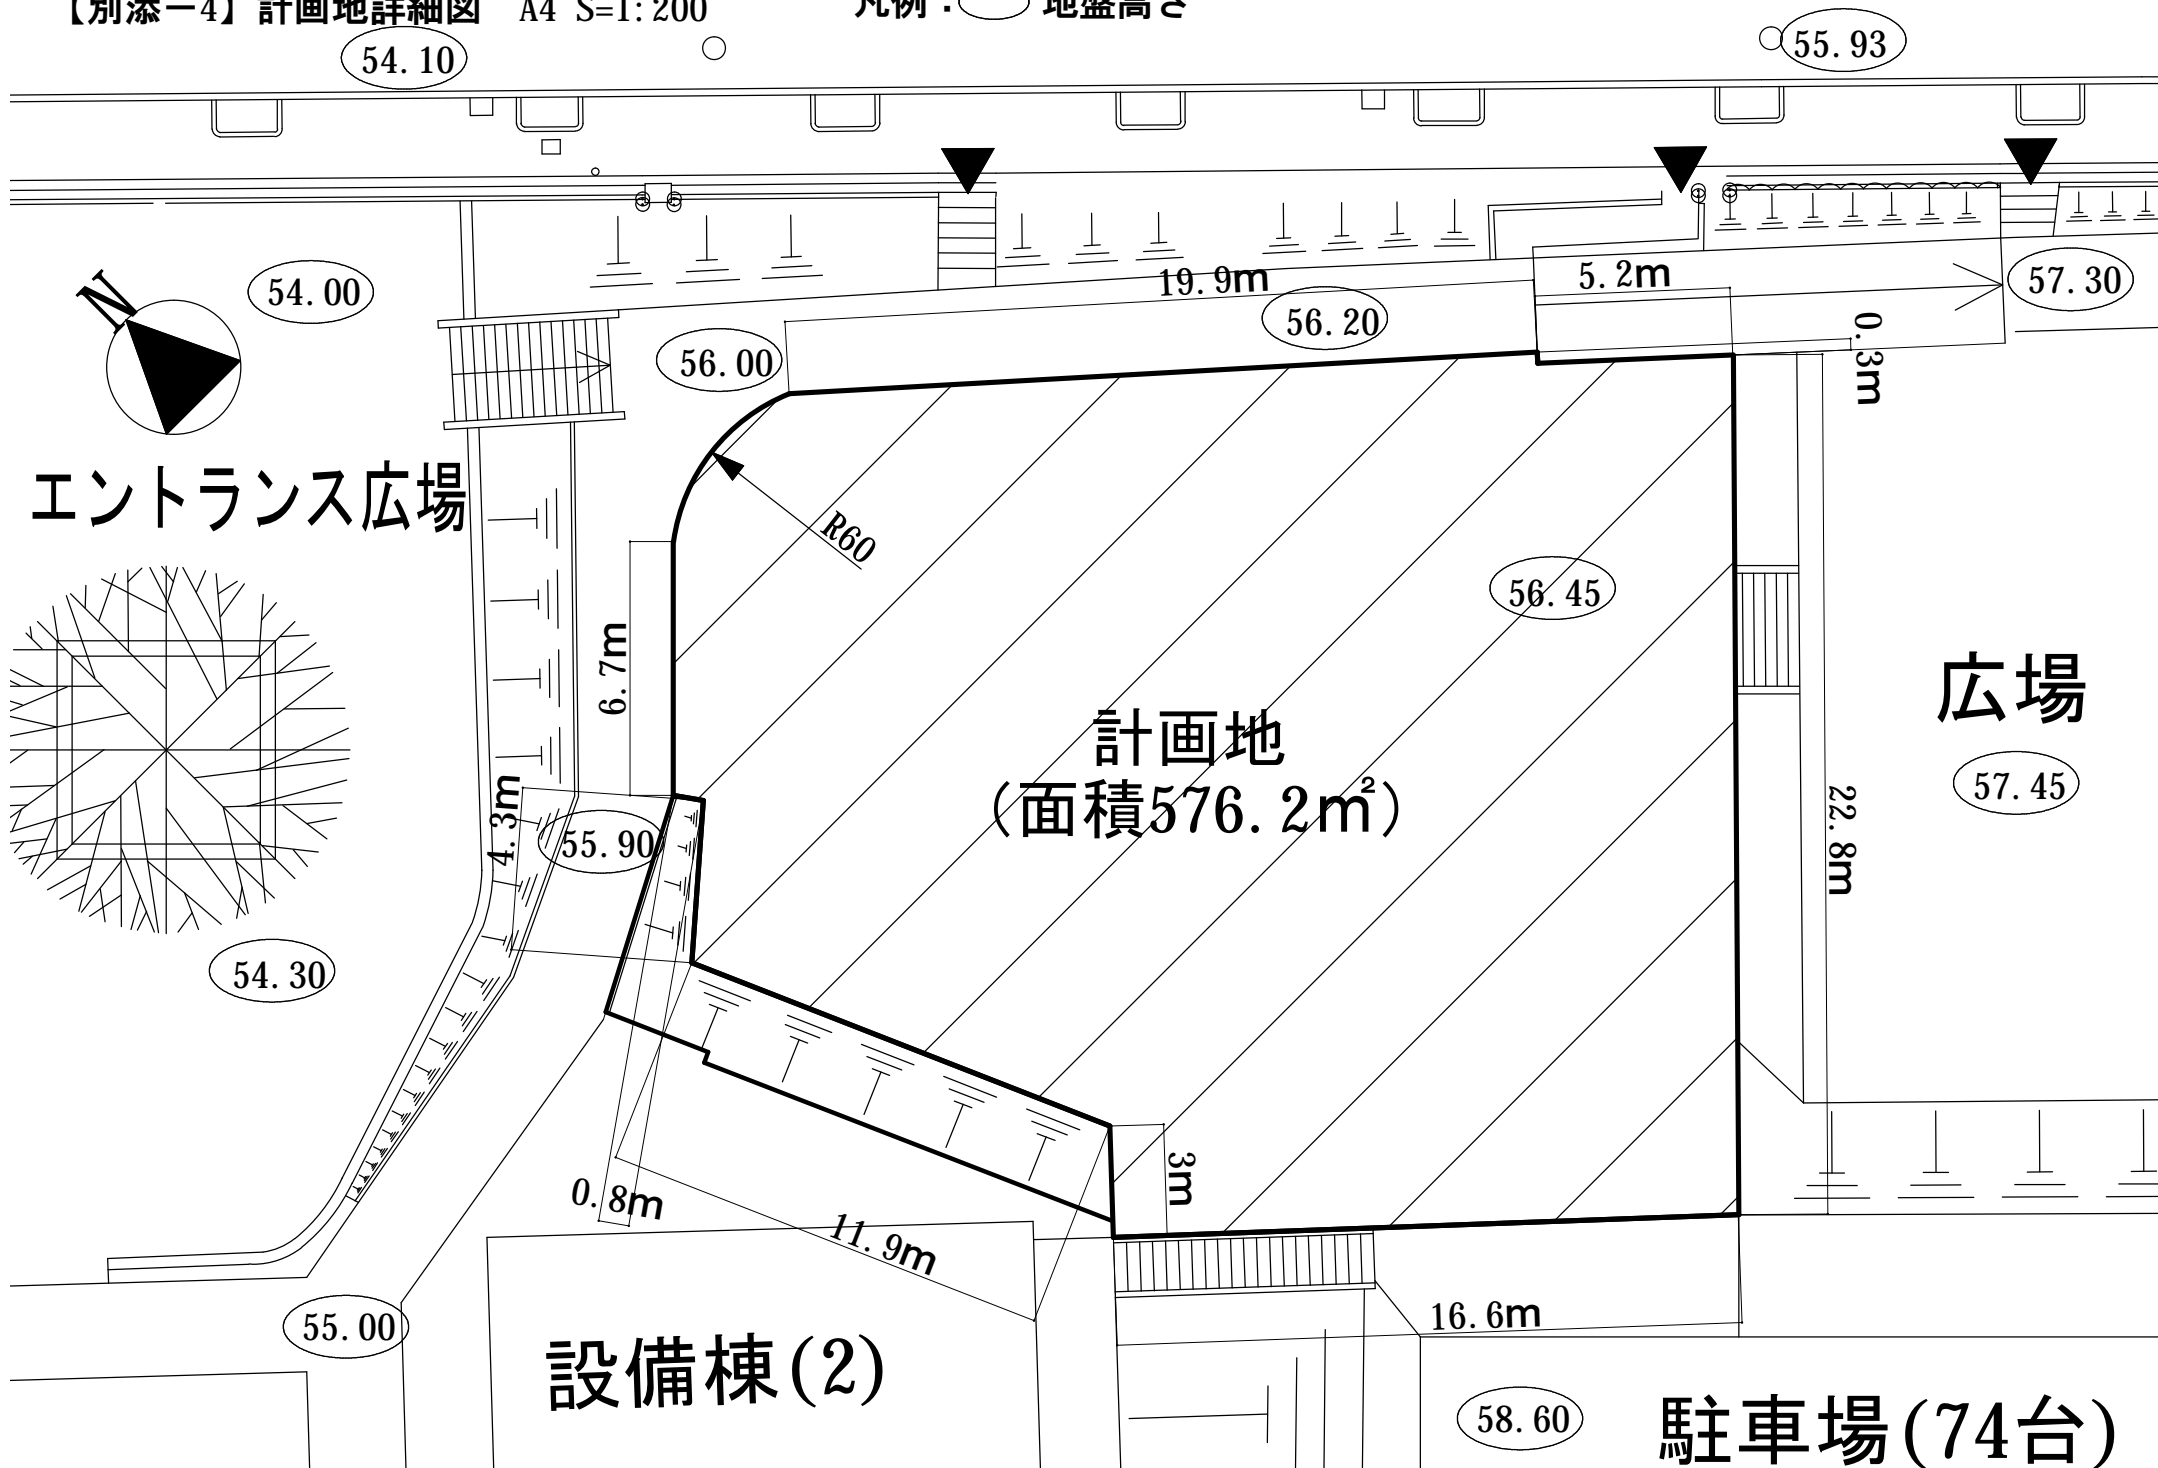 【別添－4】計画地詳細図 A4 S=1:200
凡例： 地盤高さ
54.10
55.93
19.9m
5.2m
57.30
54.00
N
56.00
56.20
0.3m
エントランス広場
R60
56.45
6.7m
計画地
(面積576.2㎡)
広場
57.45
4.3m
55.90
22.8m
54.30
3m
0.8m
11.9m
55.00
16.6m
設備棟(2)
58.60
駐車場(74台)